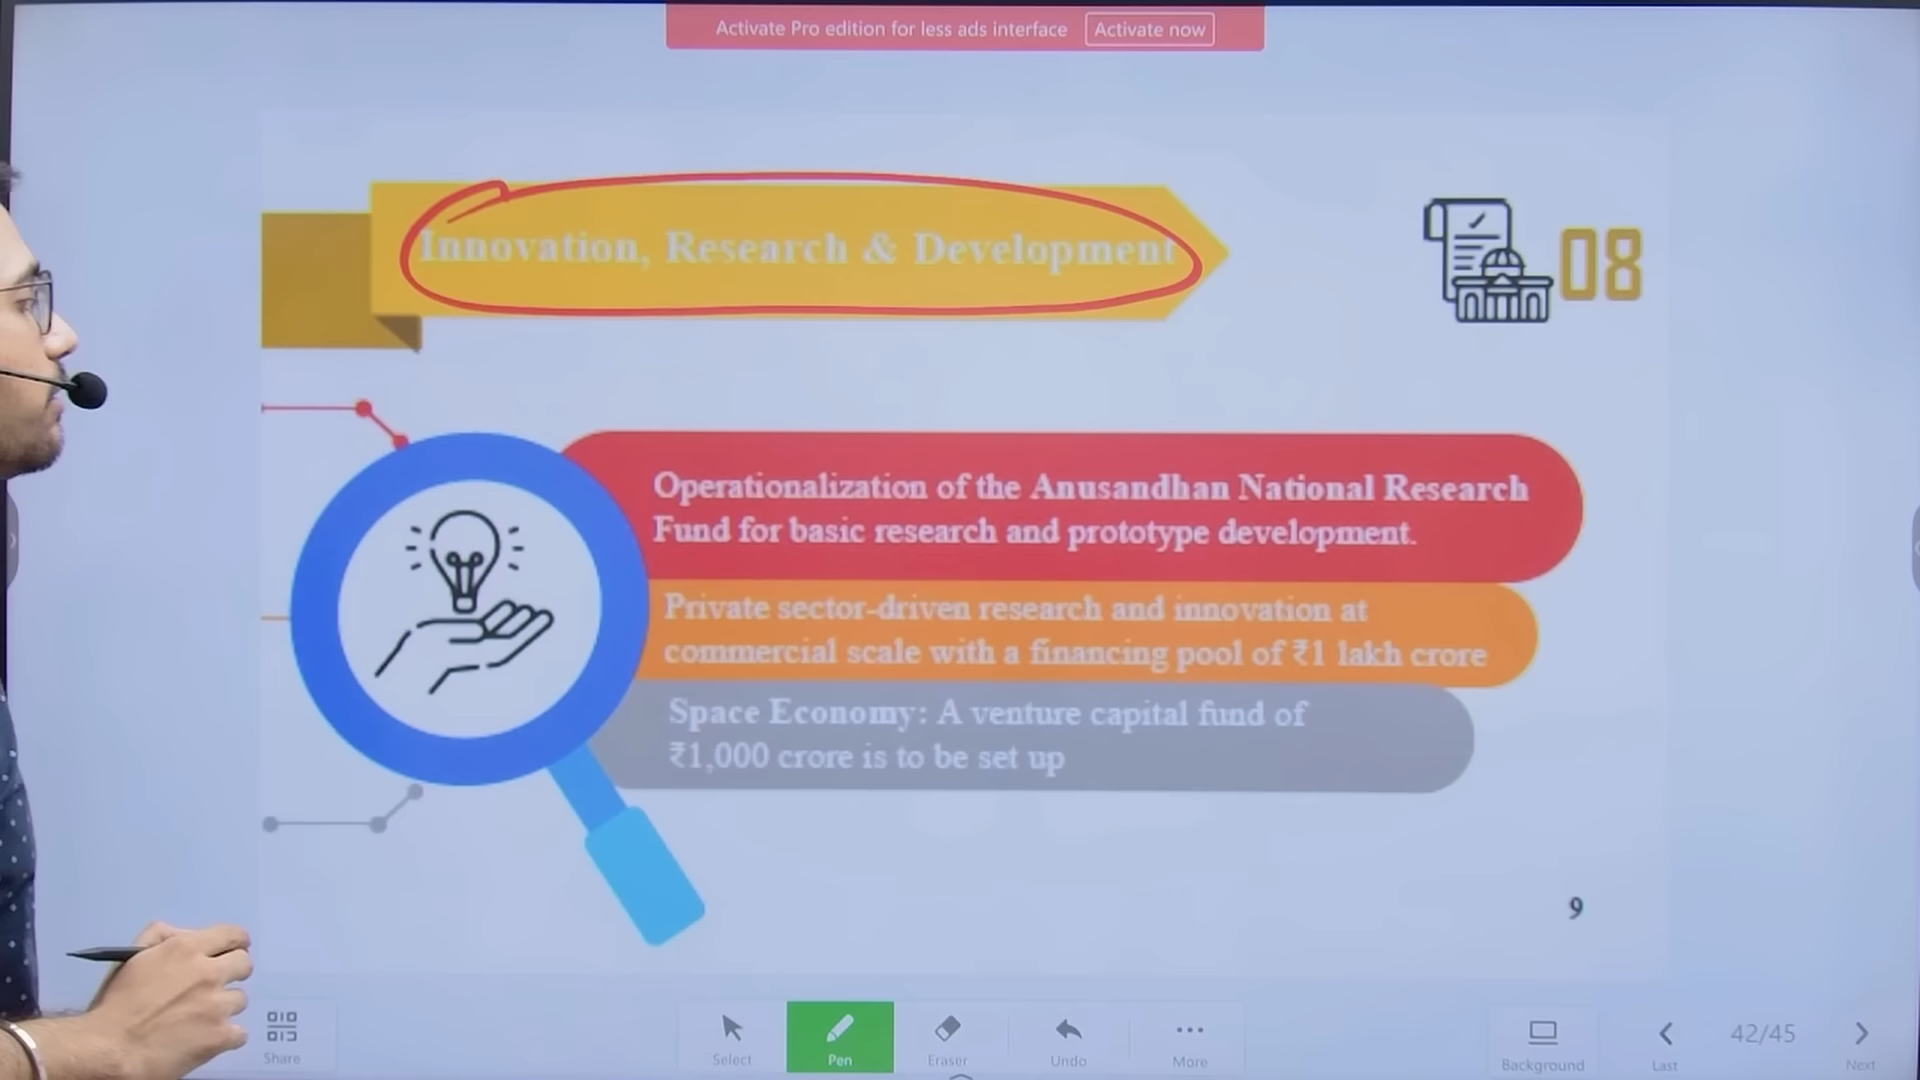 Activate Pro edition for less ads interface Activate now
Innovation, Research & Development
08
Operationalization of the Anusandhan National Research
Fund for basic research and prototype development.
Private sector-driven research and innovation at
commercial scale with a financing pool of ₹1 lakh crore
Space Economy: A venture capital fund of
₹1,000 crore is to be set up
9
Share
Select
Pen
Eraser
Undo
More
Background
Last
42/45
Next